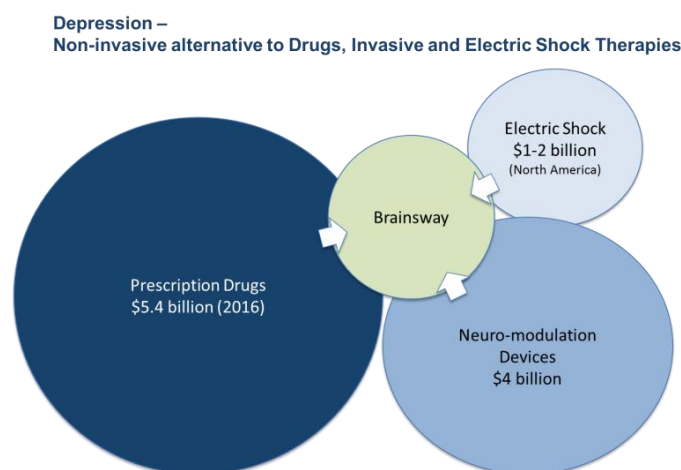 Depression –
Non-invasive alternative to Drugs, Invasive and Electric Shock Therapies
Electric Shock
$1-2 billion
(North America)
Brainsway
Prescription Drugs
$5.4 billion (2016)
Neuro-modulation
Devices
$4 billion